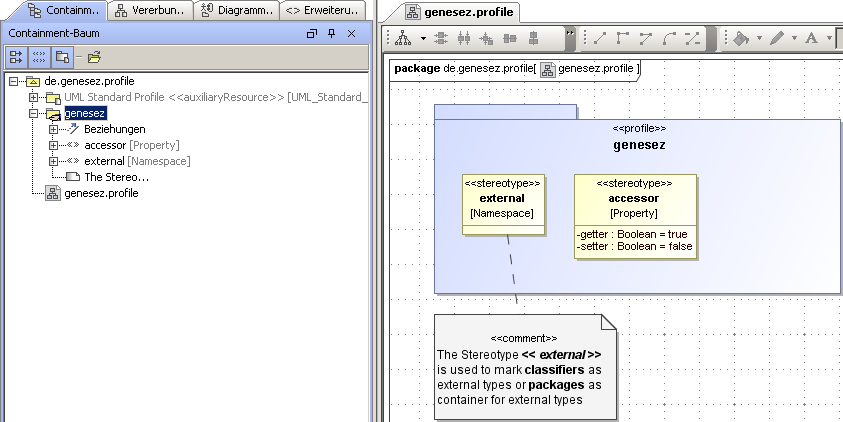 Containm..
Vererbun..
Diagramm...
<> Erweiteru..
Containment-Baum
de.genesez.profile
UML Standard Profile <<auxiliaryResource>> [UML_Standard_
genesez
Beziehungen
<> accessor [Property]
<> external [Namespace]
The Stereo...
genesez.profile
genesez.profile
package de.genesez.profile[ genesez.profile ]
<<profile>>
genesez
<<stereotype>>
external
[Namespace]
<<stereotype>>
accessor
[Property]
-getter : Boolean = true
-setter : Boolean = false
<<comment>>
The Stereotype << external >>
is used to mark classifiers as
external types or packages as
container for external types